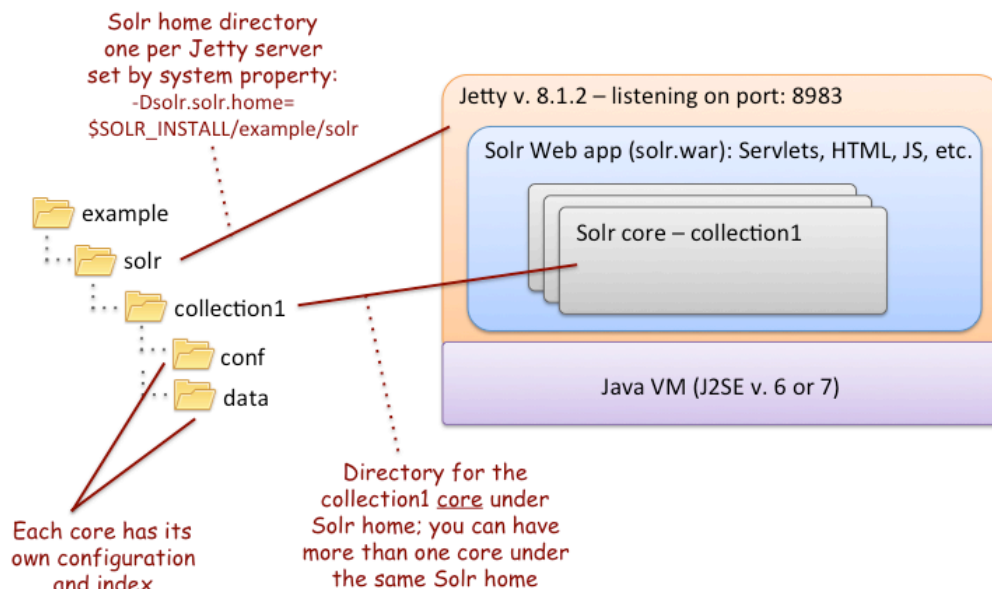 Solr home directory
one per Jetty server
set by system property:
-Dsolr.solr.home=
$SOLR_INSTALL/example/solr
Jetty v. 8.1.2 – listening on port: 8983
Solr Web app (solr.war): Servlets, HTML, JS, etc.
Solr core – collection1
Java VM (J2SE v. 6 or 7)
example
solr
collection1
conf
data
Each core has its
own configuration
and index
Directory for the
collection1 core under
Solr home; you can have
more than one core under
the same Solr home